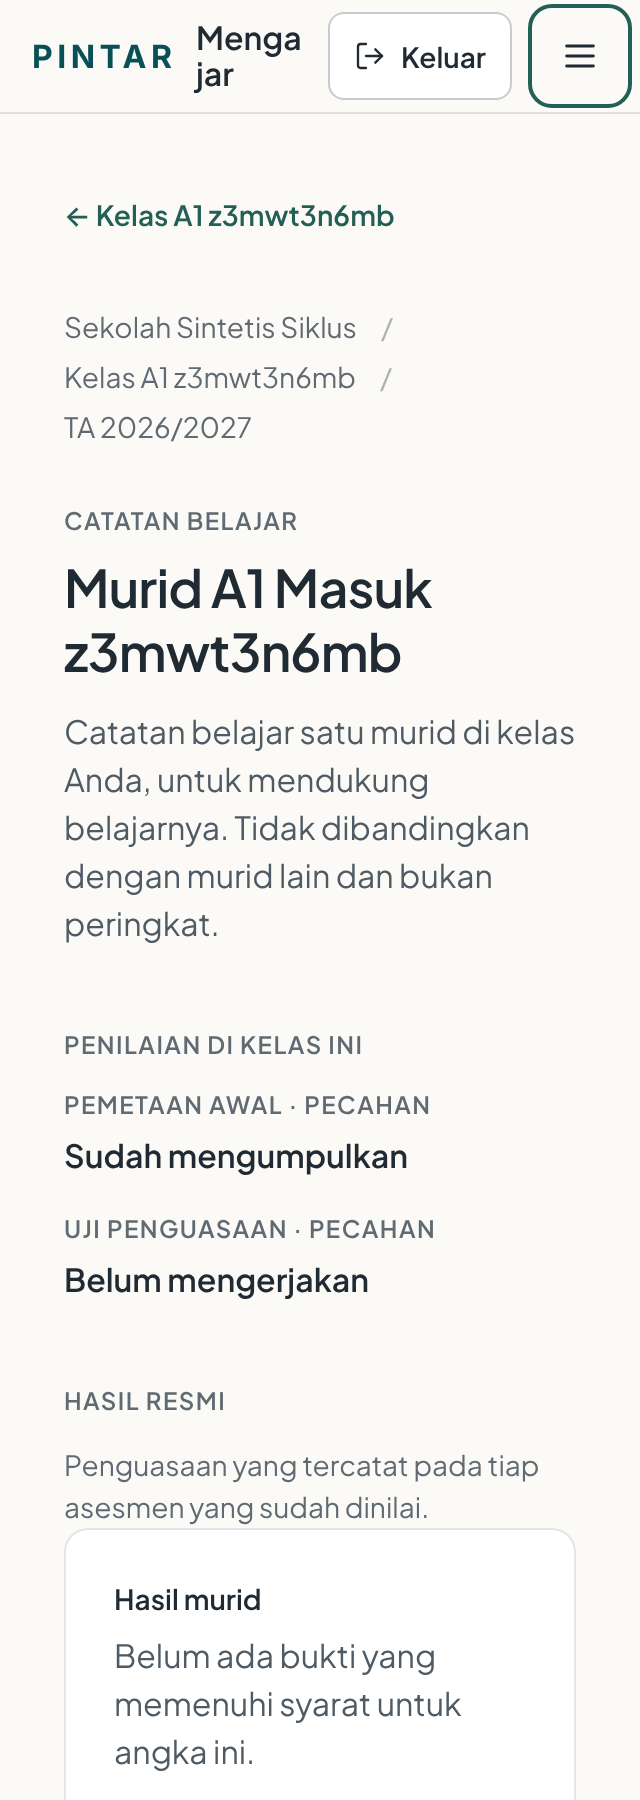 PINTAR
Menga
jar
Keluar
← Kelas A1 z3mwt3n6mb
Sekolah Sintetis Siklus /
Kelas A1 z3mwt3n6mb /
TA 2026/2027
CATATAN BELAJAR
Murid A1 Masuk
z3mwt3n6mb
Catatan belajar satu murid di kelas
Anda, untuk mendukung
belajarnya. Tidak dibandingkan
dengan murid lain dan bukan
peringkat.
PENILAIAN DI KELAS INI
PEMETAAN AWAL · PECAHAN
Sudah mengumpulkan
UJI PENGUASAAN · PECAHAN
Belum mengerjakan
HASIL RESMI
Penguasaan yang tercatat pada tiap
asesmen yang sudah dinilai.
Hasil murid
Belum ada bukti yang
memenuhi syarat untuk
angka ini.